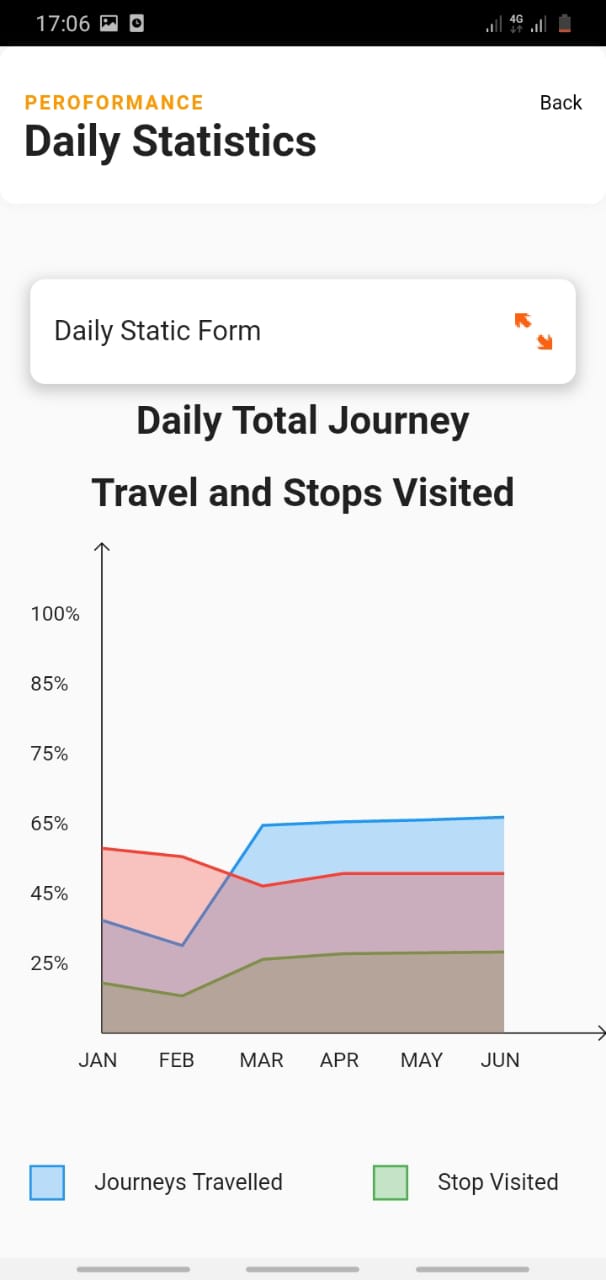 17:06
4G
PEROFORMANCE
Back
Daily Statistics
Daily Static Form
Daily Total Journey
Travel and Stops Visited
100%
85%
75%
65%
45%
25%
JAN FEB MAR APR MAY JUN
Journeys Travelled
Stop Visited